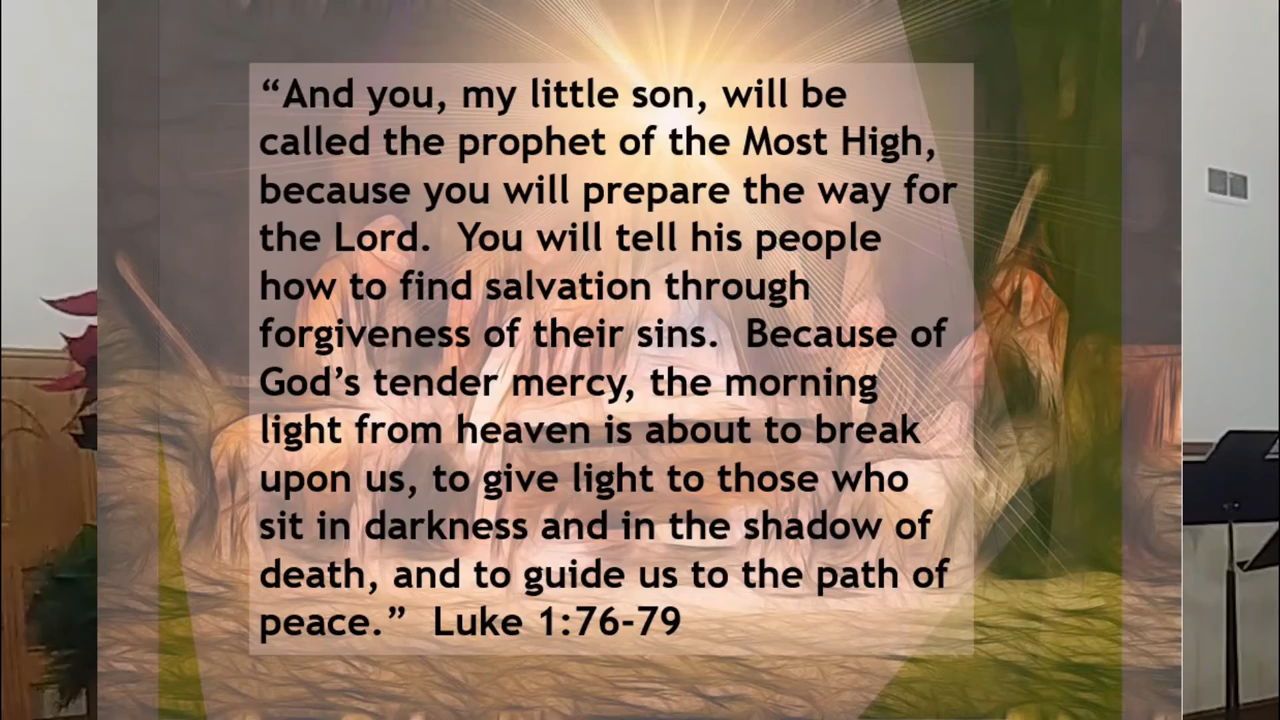 “And you, my little son, will be
called the prophet of the Most High,
because you will prepare the way for
the Lord.  You will tell his people
how to find salvation through
forgiveness of their sins.  Because of
God’s tender mercy, the morning
light from heaven is about to break
upon us, to give light to those who
sit in darkness and in the shadow of
death, and to guide us to the path of
peace.”  Luke 1:76-79